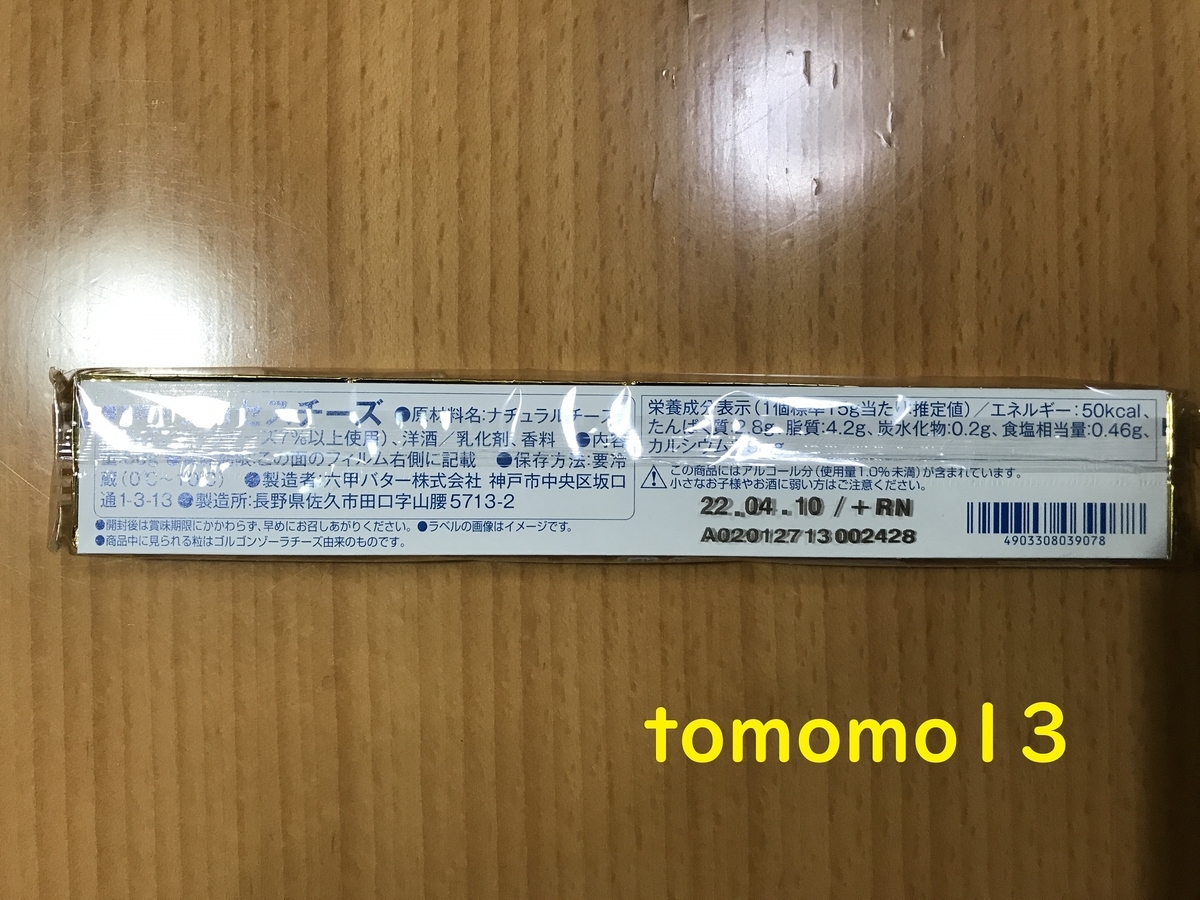 チーズ ●原材料名:ナチュラルチーズ
ズ7%以上使用)、洋酒/乳化剤、香料 ●内容
この面のフィルム右側に記載 ●保存方法:要冷
蔵(0℃~10℃) ●製造者:六甲バター株式会社 神戸市中央区坂口
通1-3-13 ●製造所:長野県佐久市田口字山腰5713-2
●開封後は賞味期限にかかわらず、早めにお召しあがりください。 ●ラベルの画像はイメージです。
●商品中に見られる粒はゴルゴンゾーラチーズ由来のものです。
栄養成分表示(1個標準15g当たり・推定値)/エネルギー:50kcal、
たんぱく質:2.8g、脂質:4.2g、炭水化物:0.2g、食塩相当量:0.46g、
カルシウム
⚠この商品にはアルコール分(使用量1.0%未満)が含まれています。
小さなお子様やお酒に弱い方はご注意ください。
22.04.10 /+RN
A02012713002428
4903308039078
tomomo13